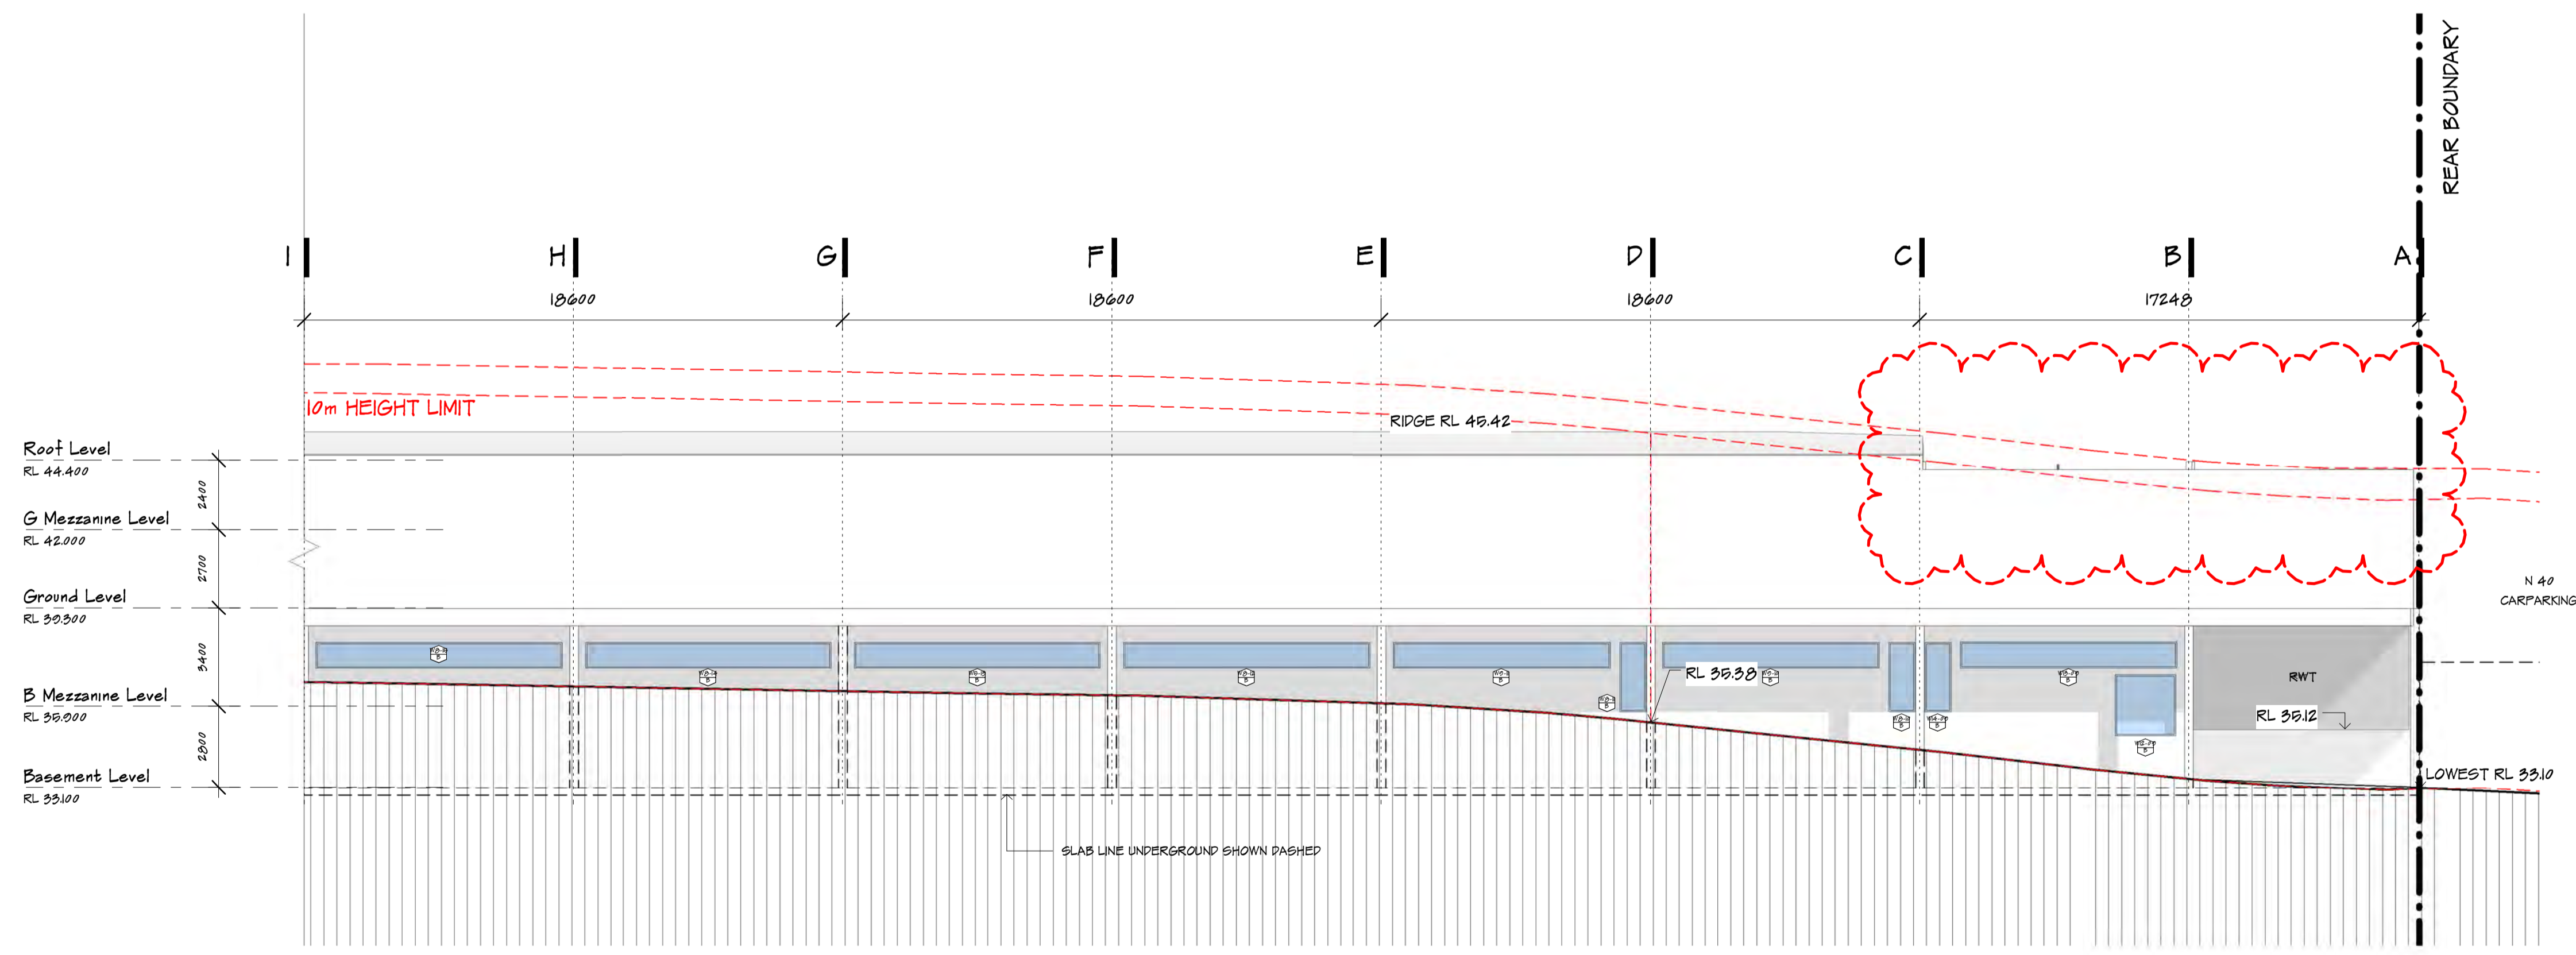 REAR BOUNDARY
I H G F E D C B A
18600 18600 18600 17248
10m HEIGHT LIMIT
RIDGE RL 45.42
Roof Level
RL 44.400
2400
G Mezzanine Level
RL 42.000
2700
Ground Level
RL 39.300
3400
B Mezzanine Level
RL 35.900
2800
Basement Level
RL 33.100
N 40
CARPARKING
RL 35.38
RWT
RL 35.12
LOWEST RL 33.10
SLAB LINE UNDERGROUND SHOWN DASHED